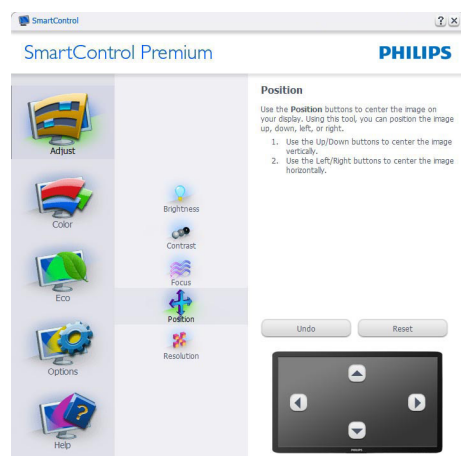 SmartControl
? x
SmartControl Premium
PHILIPS
Adjust
Color
Eco
Options
Help
Brightness
Contrast
Focus
Position
Resolution
Position
Use the Position buttons to center the image on
your display. Using this tool, you can position the image
up, down, left, or right.
1. Use the Up/Down buttons to center the image
vertically.
2. Use the Left/Right buttons to center the image
horizontally.
Undo
Reset
PHILIPS